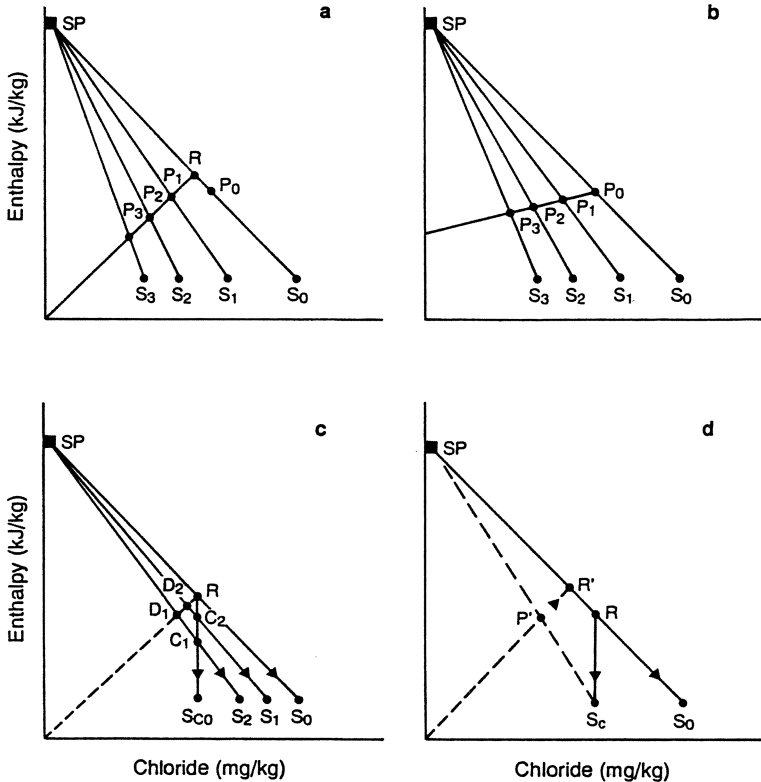 a
SP
R
P1
P0
P2
P3
S3
S2
S1
S0
Enthalpy (kJ/kg)
b
SP
P0
P1
P2
P3
S3
S2
S1
S0
c
SP
R
D2
D1
C2
C1
Sc0
S2
S1
S0
Enthalpy (kJ/kg)
Chloride (mg/kg)
d
SP
R'
R
P'
Sc
S0
Chloride (mg/kg)